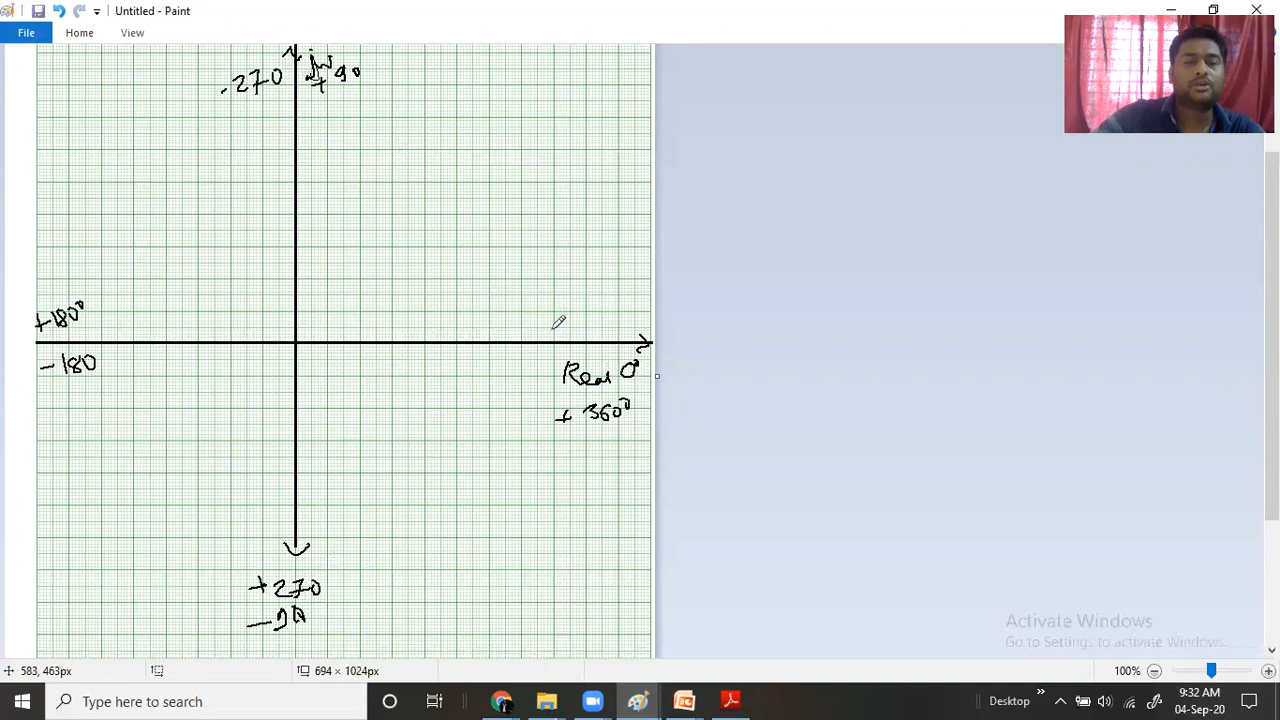 Untitled - Paint
File Home View
jω
-270 + 90
+180°
-180
Real 0°
+ 360°
+270
-90
Activate Windows
Go to Settings to activate Windows.
583, 463px 694 × 1024px 100%
Type here to search
Desktop
9:32 AM
04-Sep-20